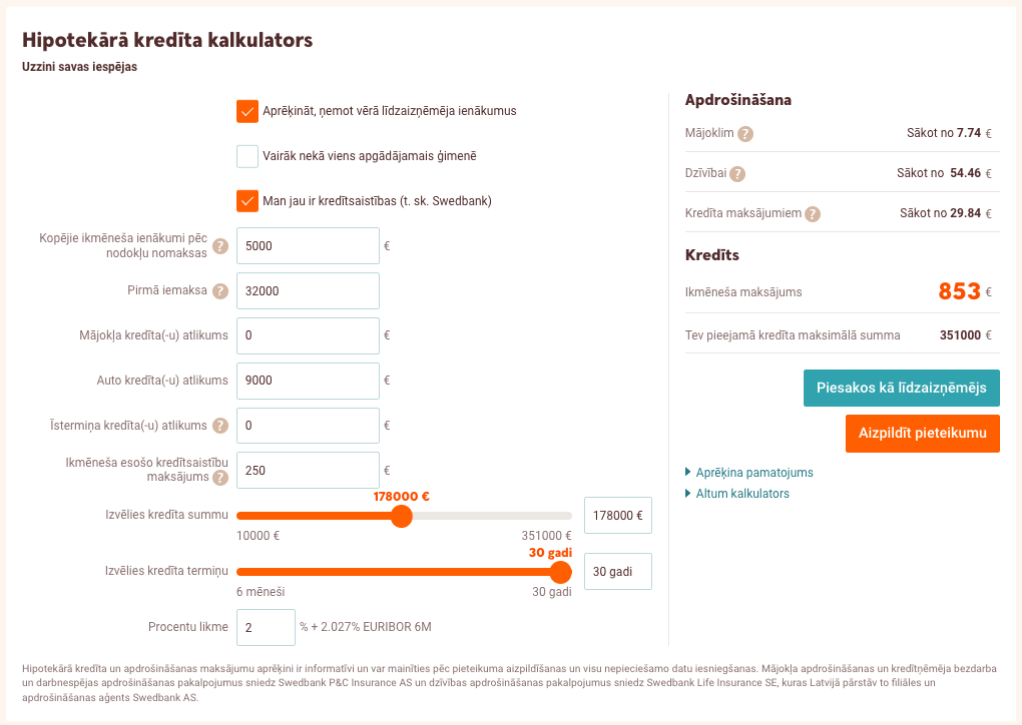 Hipotekārā kredīta kalkulators
Uzzini savas iespējas
Aprēķināt, ņemot vērā līdzaizņēmēja ienākumus
Vairāk nekā viens apgādājamais ģimenē
Man jau ir kredītsaistības (t. sk. Swedbank)
Kopējie ikmēneša ienākumi pēc
nodokļu nomaksas ? 5000 €
Pirmā iemaksa ? 32000
Mājokļa kredīta(-u) atlikums 0 €
Auto kredīta(-u) atlikums 9000 €
Īstermiņa kredīta(-u) atlikums ? 0 €
Ikmēneša esošo kredītsaistību
maksājums ? 250 €
178000 €
Izvēlies kredīta summu 178000 €
10000 € 351000 €
30 gadi
Izvēlies kredīta termiņu 30 gadi
6 mēneši 30 gadi
Procentu likme 2 % + 2.027% EURIBOR 6M
Apdrošināšana
Mājoklim ? Sākot no 7.74 €
Dzīvībai ? Sākot no 54.46 €
Kredīta maksājumiem ? Sākot no 29.84 €
Kredīts
Ikmēneša maksājums 853 €
Tev pieejamā kredīta maksimālā summa 351000 €
Piesakos kā līdzaizņēmējs
Aizpildīt pieteikumu
Aprēķina pamatojums
Altum kalkulators
Hipotekārā kredīta un apdrošināšanas maksājumu aprēķini ir informatīvi un var mainīties pēc pieteikuma aizpildīšanas un visu nepieciešamo datu iesniegšanas. Mājokļa apdrošināšanas un kredītņēmēja bezdarba
un darbnespējas apdrošināšanas pakalpojumus sniedz Swedbank P&C Insurance AS un dzīvības apdrošināšanas pakalpojumus sniedz Swedbank Life Insurance SE, kuras Latvijā pārstāv to filiāles un
apdrošināšanas aģents Swedbank AS.